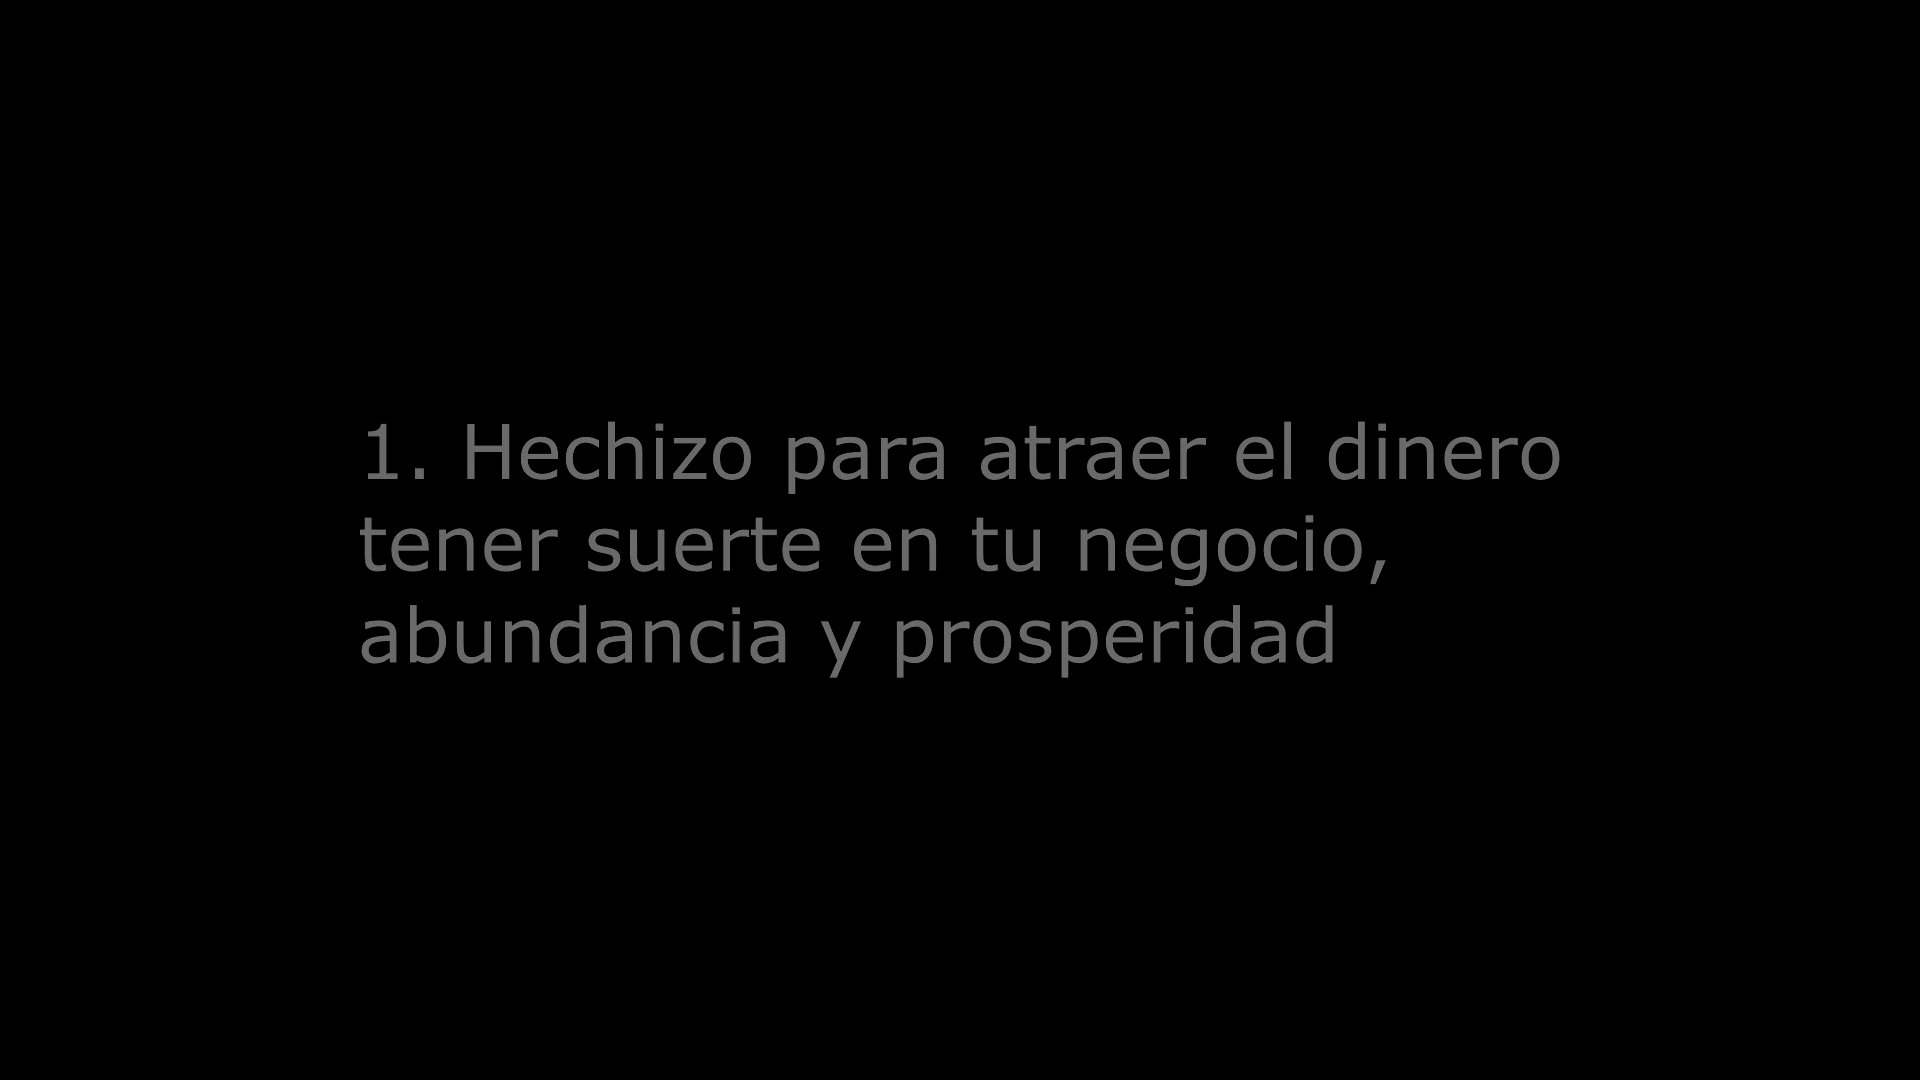 1. Hechizo para atraer el dinero
tener suerte en tu negocio,
abundancia y prosperidad